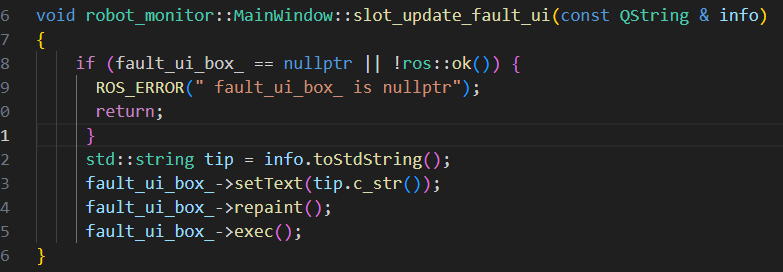 6 void robot_monitor::MainWindow::slot_update_fault_ui(const QString & info)
7 {
8     if (fault_ui_box_ == nullptr || !ros::ok()) {
9       ROS_ERROR(" fault_ui_box_ is nullptr");
0       return;
1     }
2     std::string tip = info.toStdString();
3     fault_ui_box_->setText(tip.c_str());
4     fault_ui_box_->repaint();
5     fault_ui_box_->exec();
6 }